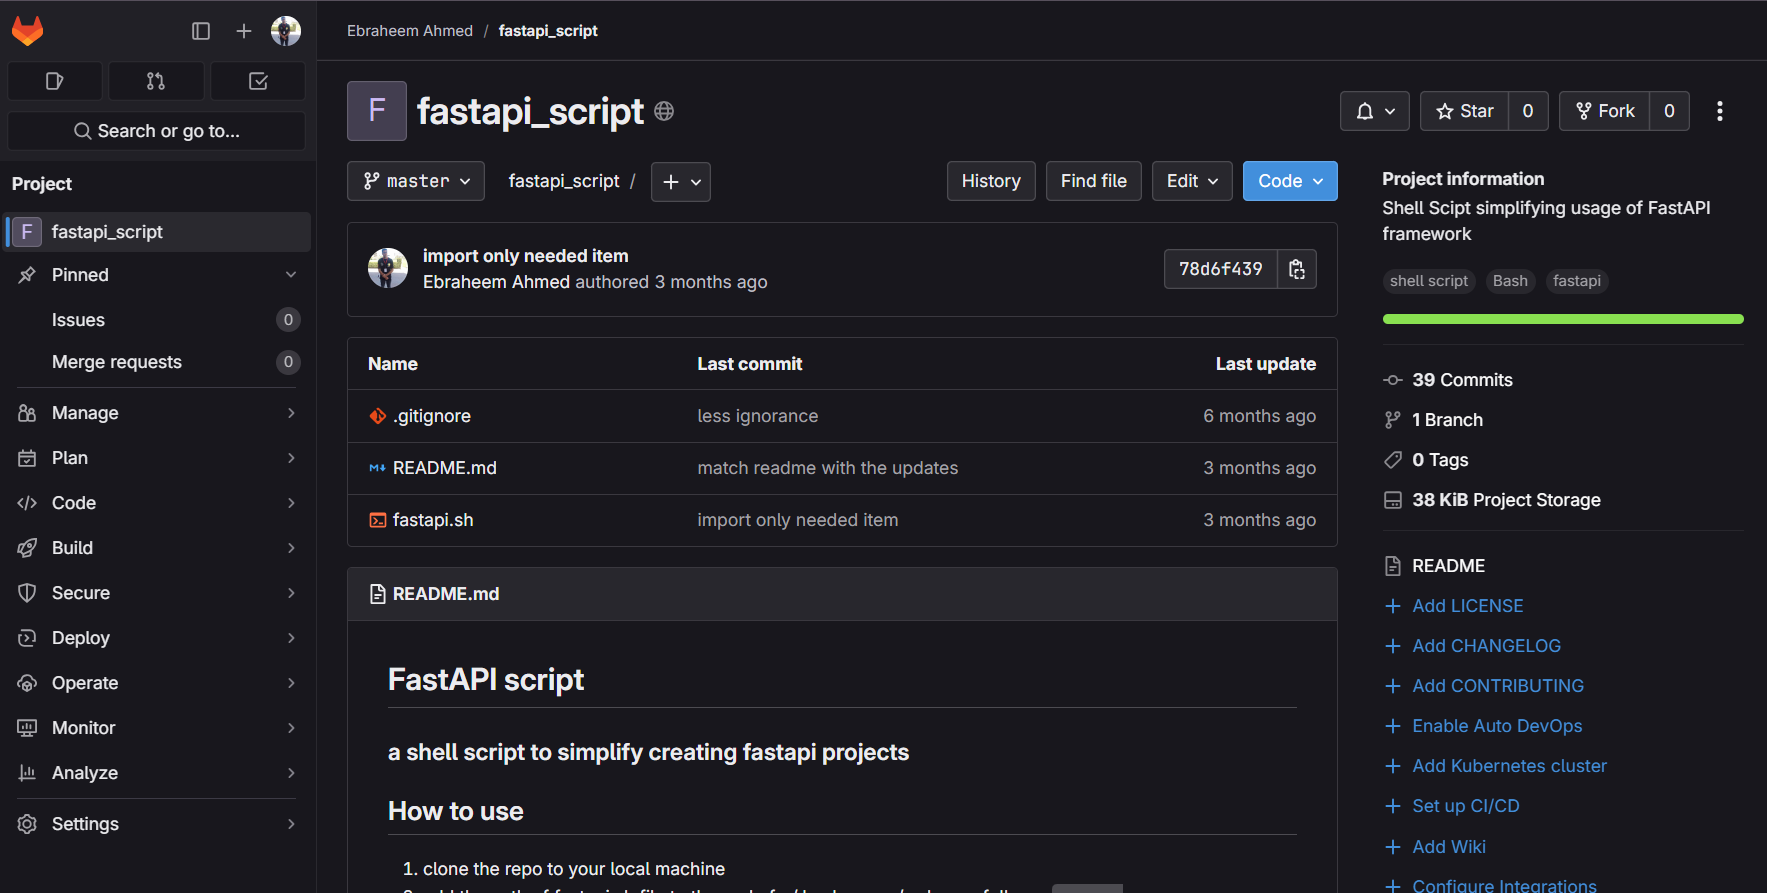 Ebraheem Ahmed / fastapi_script
Search or go to...
Project
F fastapi_script
Pinned
Issues 0
Merge requests 0
Manage
Plan
Code
Build
Secure
Deploy
Operate
Monitor
Analyze
Settings
F fastapi_script
Star 0
Fork 0
master
fastapi_script /
History
Find file
Edit
Code
import only needed item
Ebraheem Ahmed authored 3 months ago
78d6f439
Name Last commit Last update
.gitignore less ignorance 6 months ago
README.md match readme with the updates 3 months ago
fastapi.sh import only needed item 3 months ago
README.md
FastAPI script
a shell script to simplify creating fastapi projects
How to use
1. clone the repo to your local machine
Project information
Shell Scipt simplifying usage of FastAPI
framework
shell script Bash fastapi
39 Commits
1 Branch
0 Tags
38 KiB Project Storage
README
Add LICENSE
Add CHANGELOG
Add CONTRIBUTING
Enable Auto DevOps
Add Kubernetes cluster
Set up CI/CD
Add Wiki
Configure Integrations